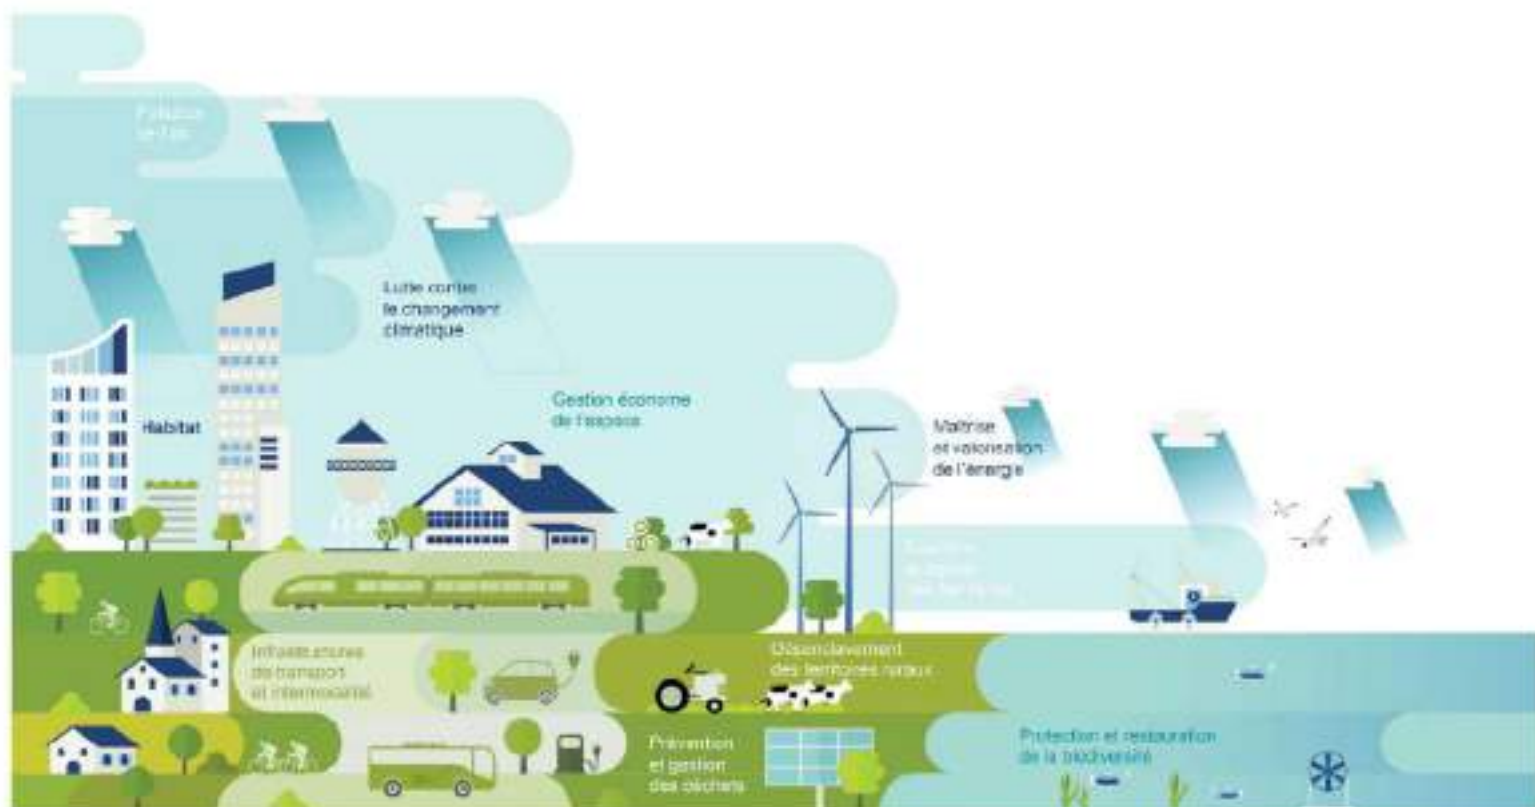 Lutte contre
le changement
climatique
Gestion économe
de l'espace
Habitat
Maîtrise
et valorisation
de l'énergie
Infrastructures
de transport
et intermodalité
Désenclavement
des territoires ruraux
Prévention
et gestion
des déchets
Protection et restauration
de la biodiversité